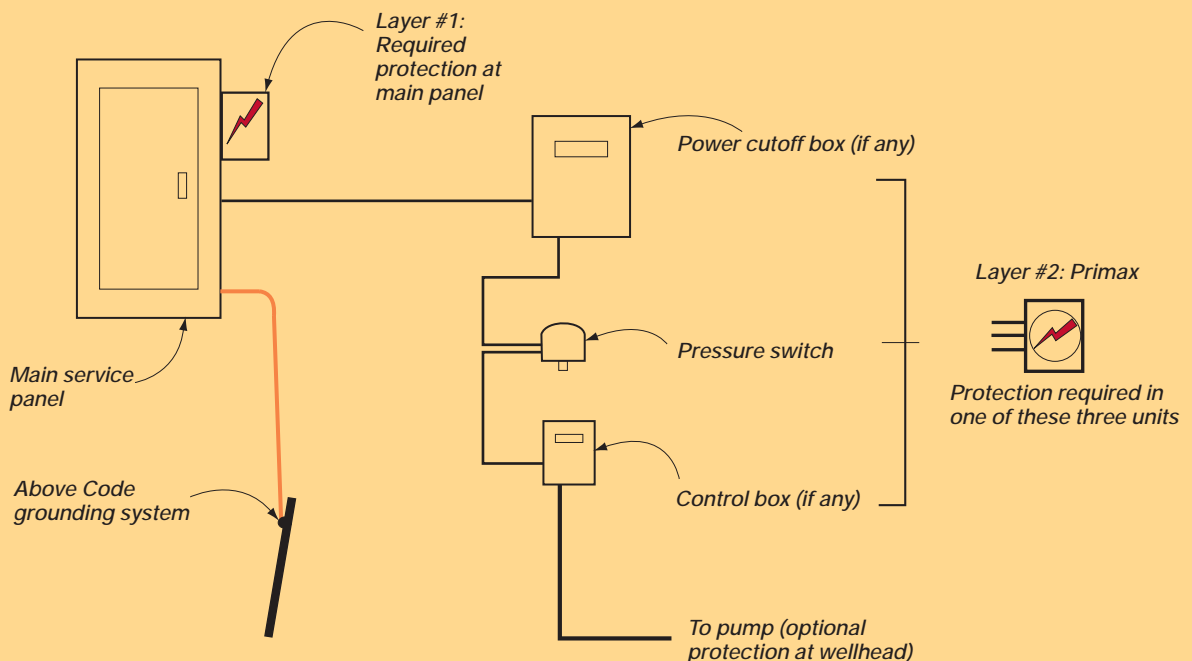 Layer #1:
Required
protection at
main panel
Power cutoff box (if any)
Layer #2: Primax
Pressure switch
Main service
panel
Protection required in
one of these three units
Above Code
grounding system
Control box (if any)
To pump (optional
protection at wellhead)